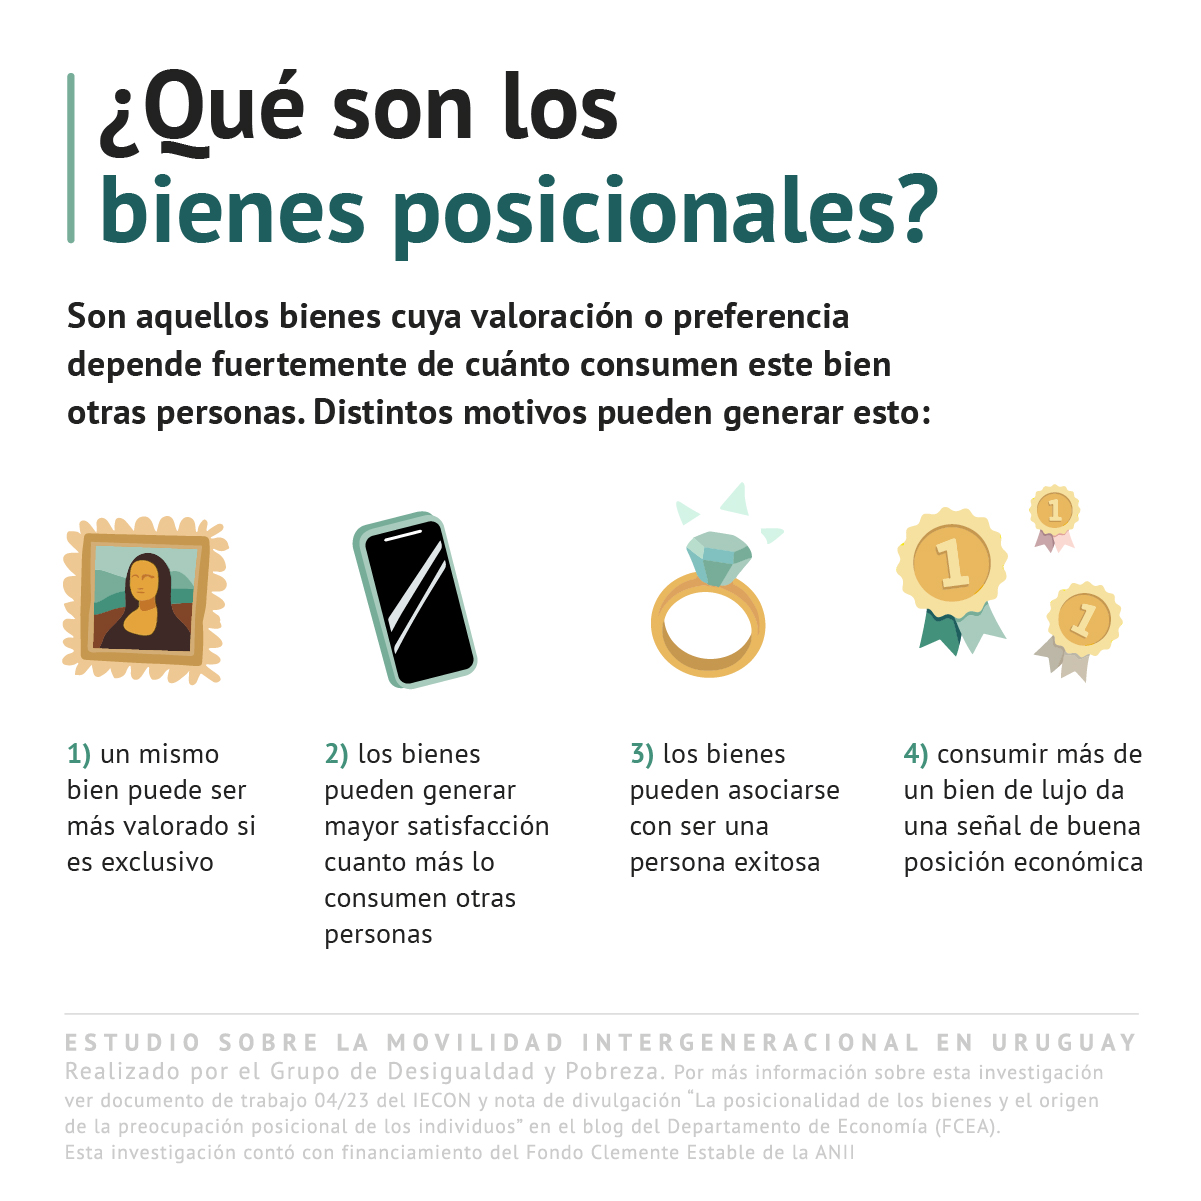 ¿Qué son los
bienes posicionales?
Son aquellos bienes cuya valoración o preferencia
depende fuertemente de cuánto consumen este bien
otras personas. Distintos motivos pueden generar esto:
1
1
1
1) un mismo
bien puede ser
más valorado si
es exclusivo
2) los bienes
pueden generar
mayor satisfacción
cuanto más lo
consumen otras
personas
3) los bienes
pueden asociarse
con ser una
persona exitosa
4) consumir más de
un bien de lujo da
una señal de buena
posición económica
ESTUDIO SOBRE LA MOVILIDAD INTERGENERACIONAL EN URUGUAY
Realizado por el Grupo de Desigualdad y Pobreza. Por más información sobre esta investigación
ver documento de trabajo 04/23 del IECON y nota de divulgación “La posicionalidad de los bienes y el origen
de la preocupación posicional de los individuos” en el blog del Departamento de Economía (FCEA).
Esta investigación contó con financiamiento del Fondo Clemente Estable de la ANII